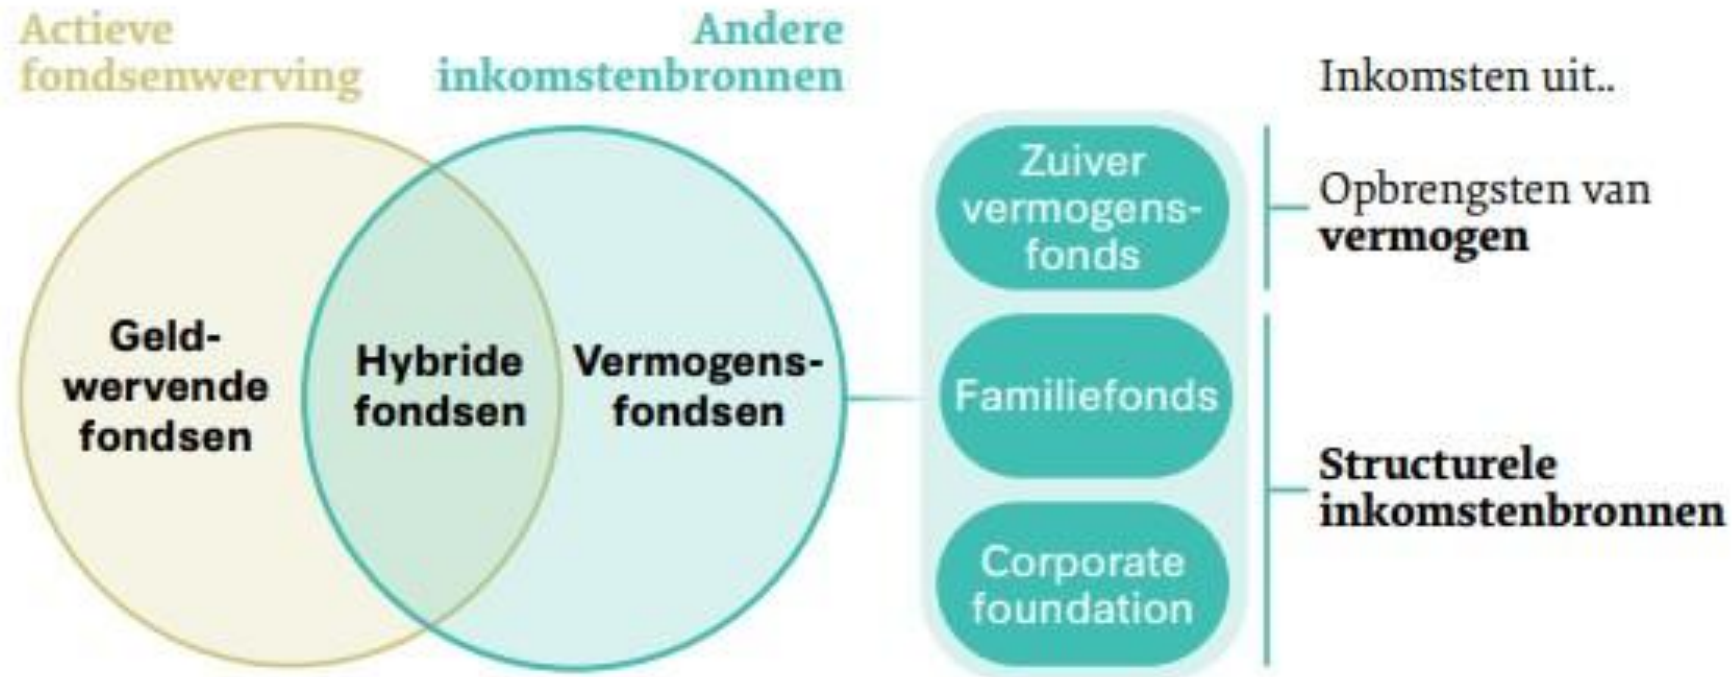 Actieve
fondsenwerving
Andere
inkomstenbronnen
Geld-
wervende
fondsen
Hybride
fondsen
Vermogens-
fondsen
Zuiver
vermogens-
fonds
Familiefonds
Corporate
foundation
Inkomsten uit..
Opbrengsten van
vermogen
Structurele
inkomstenbronnen